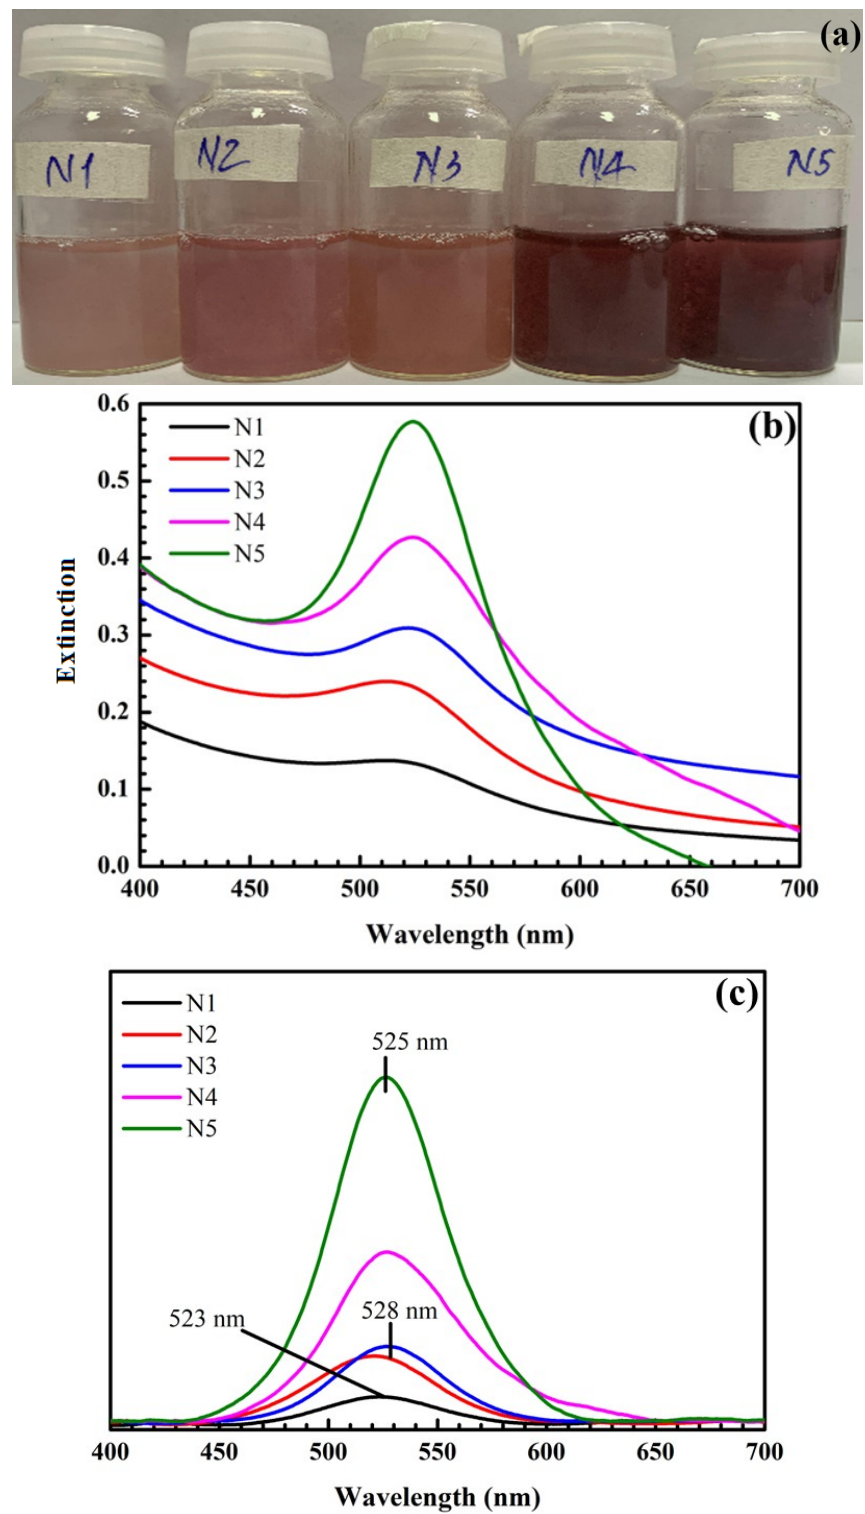 (a)
N1
N2
N3
N4
N5
(b)
N1
N2
N3
N4
N5
0.6
0.5
0.4
0.3
0.2
0.1
0.0
Extinction
400 450 500 550 600 650 700
Wavelength (nm)
(c)
N1
N2
N3
N4
N5
525 nm
523 nm
528 nm
400 450 500 550 600 650 700
Wavelength (nm)